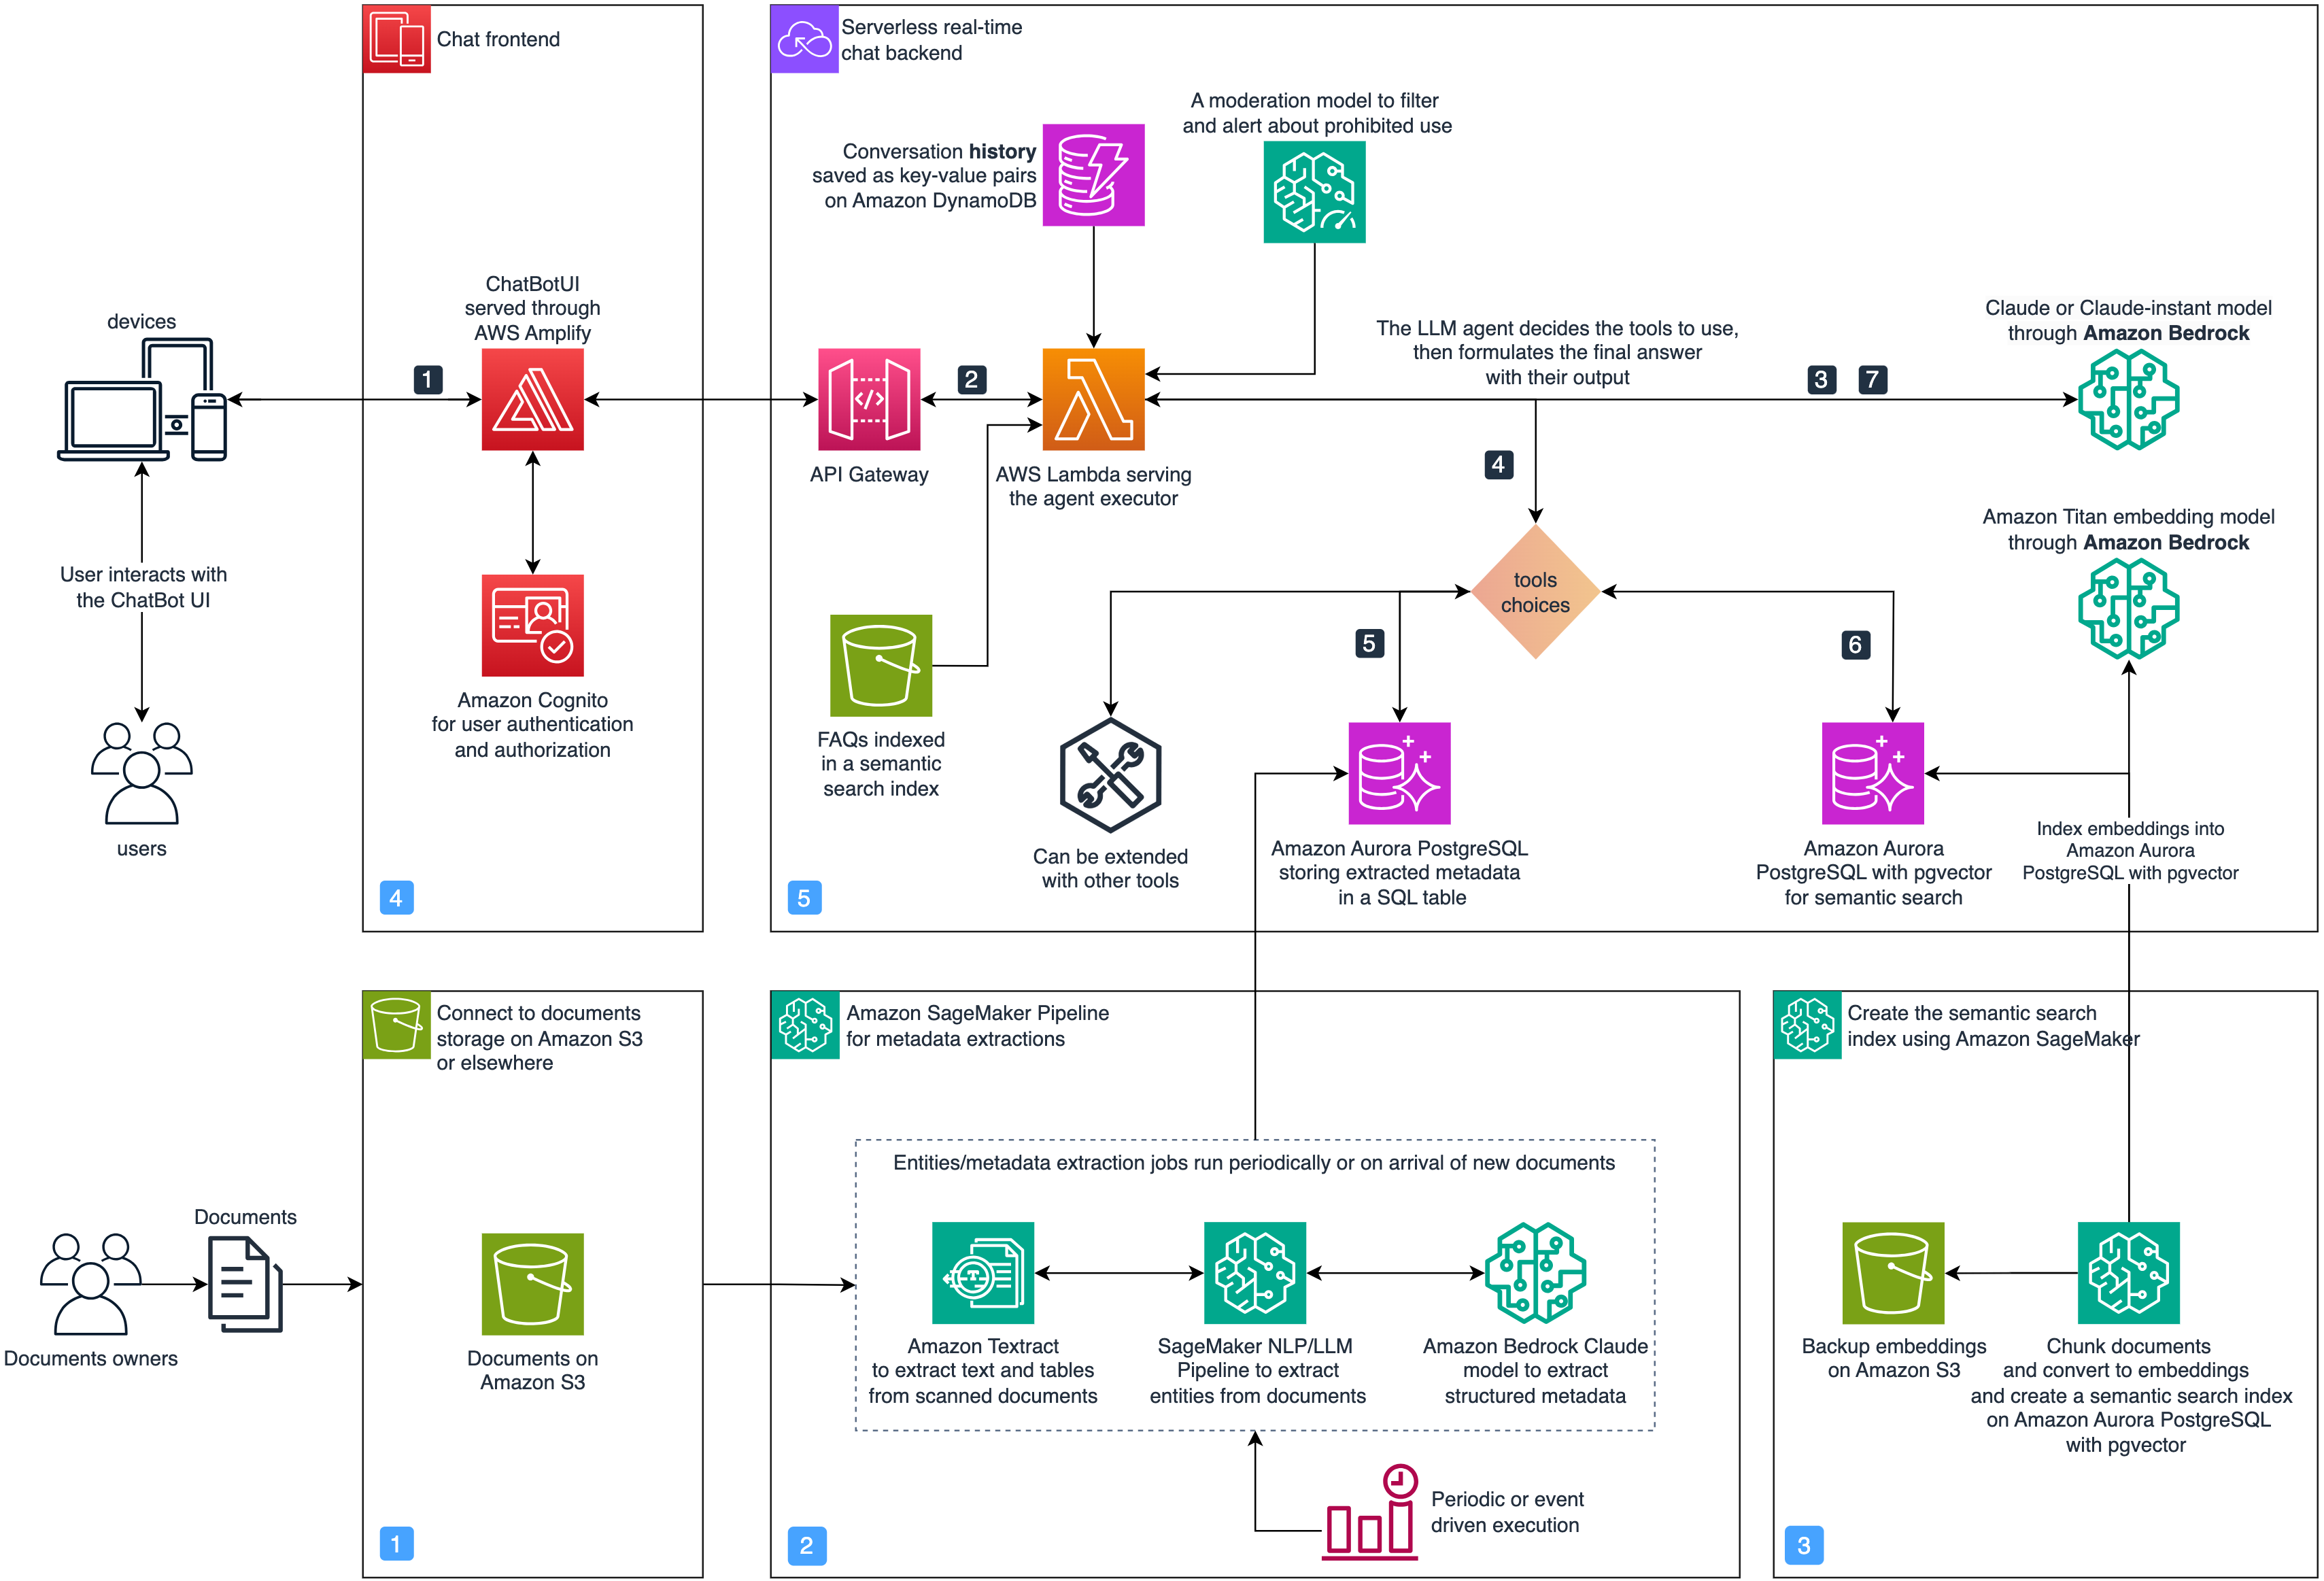 Chat frontend
Serverless real-time
chat backend
A moderation model to filter
and alert about prohibited use
Conversation history
saved as key-value pairs
on Amazon DynamoDB
devices
ChatBotUI
served through
AWS Amplify
1
2
The LLM agent decides the tools to use,
then formulates the final answer
with their output
3
7
Claude or Claude-instant model
through Amazon Bedrock
API Gateway
AWS Lambda serving
the agent executor
4
Amazon Titan embedding model
through Amazon Bedrock
User interacts with
the ChatBot UI
tools
choices
5
6
Amazon Cognito
for user authentication
and authorization
FAQs indexed
in a semantic
search index
users
Can be extended
with other tools
Amazon Aurora PostgreSQL
storing extracted metadata
in a SQL table
Amazon Aurora
PostgreSQL with pgvector
for semantic search
Index embeddings into
Amazon Aurora
PostgreSQL with pgvector
4
5
Connect to documents
storage on Amazon S3
or elsewhere
Amazon SageMaker Pipeline
for metadata extractions
Create the semantic search
index using Amazon SageMaker
Entities/metadata extraction jobs run periodically or on arrival of new documents
Documents
Documents owners
Documents on
Amazon S3
Amazon Textract
to extract text and tables
from scanned documents
SageMaker NLP/LLM
Pipeline to extract
entities from documents
Amazon Bedrock Claude
model to extract
structured metadata
Backup embeddings
on Amazon S3
Chunk documents
and convert to embeddings
and create a semantic search index
on Amazon Aurora PostgreSQL
with pgvector
Periodic or event
driven execution
1
2
3